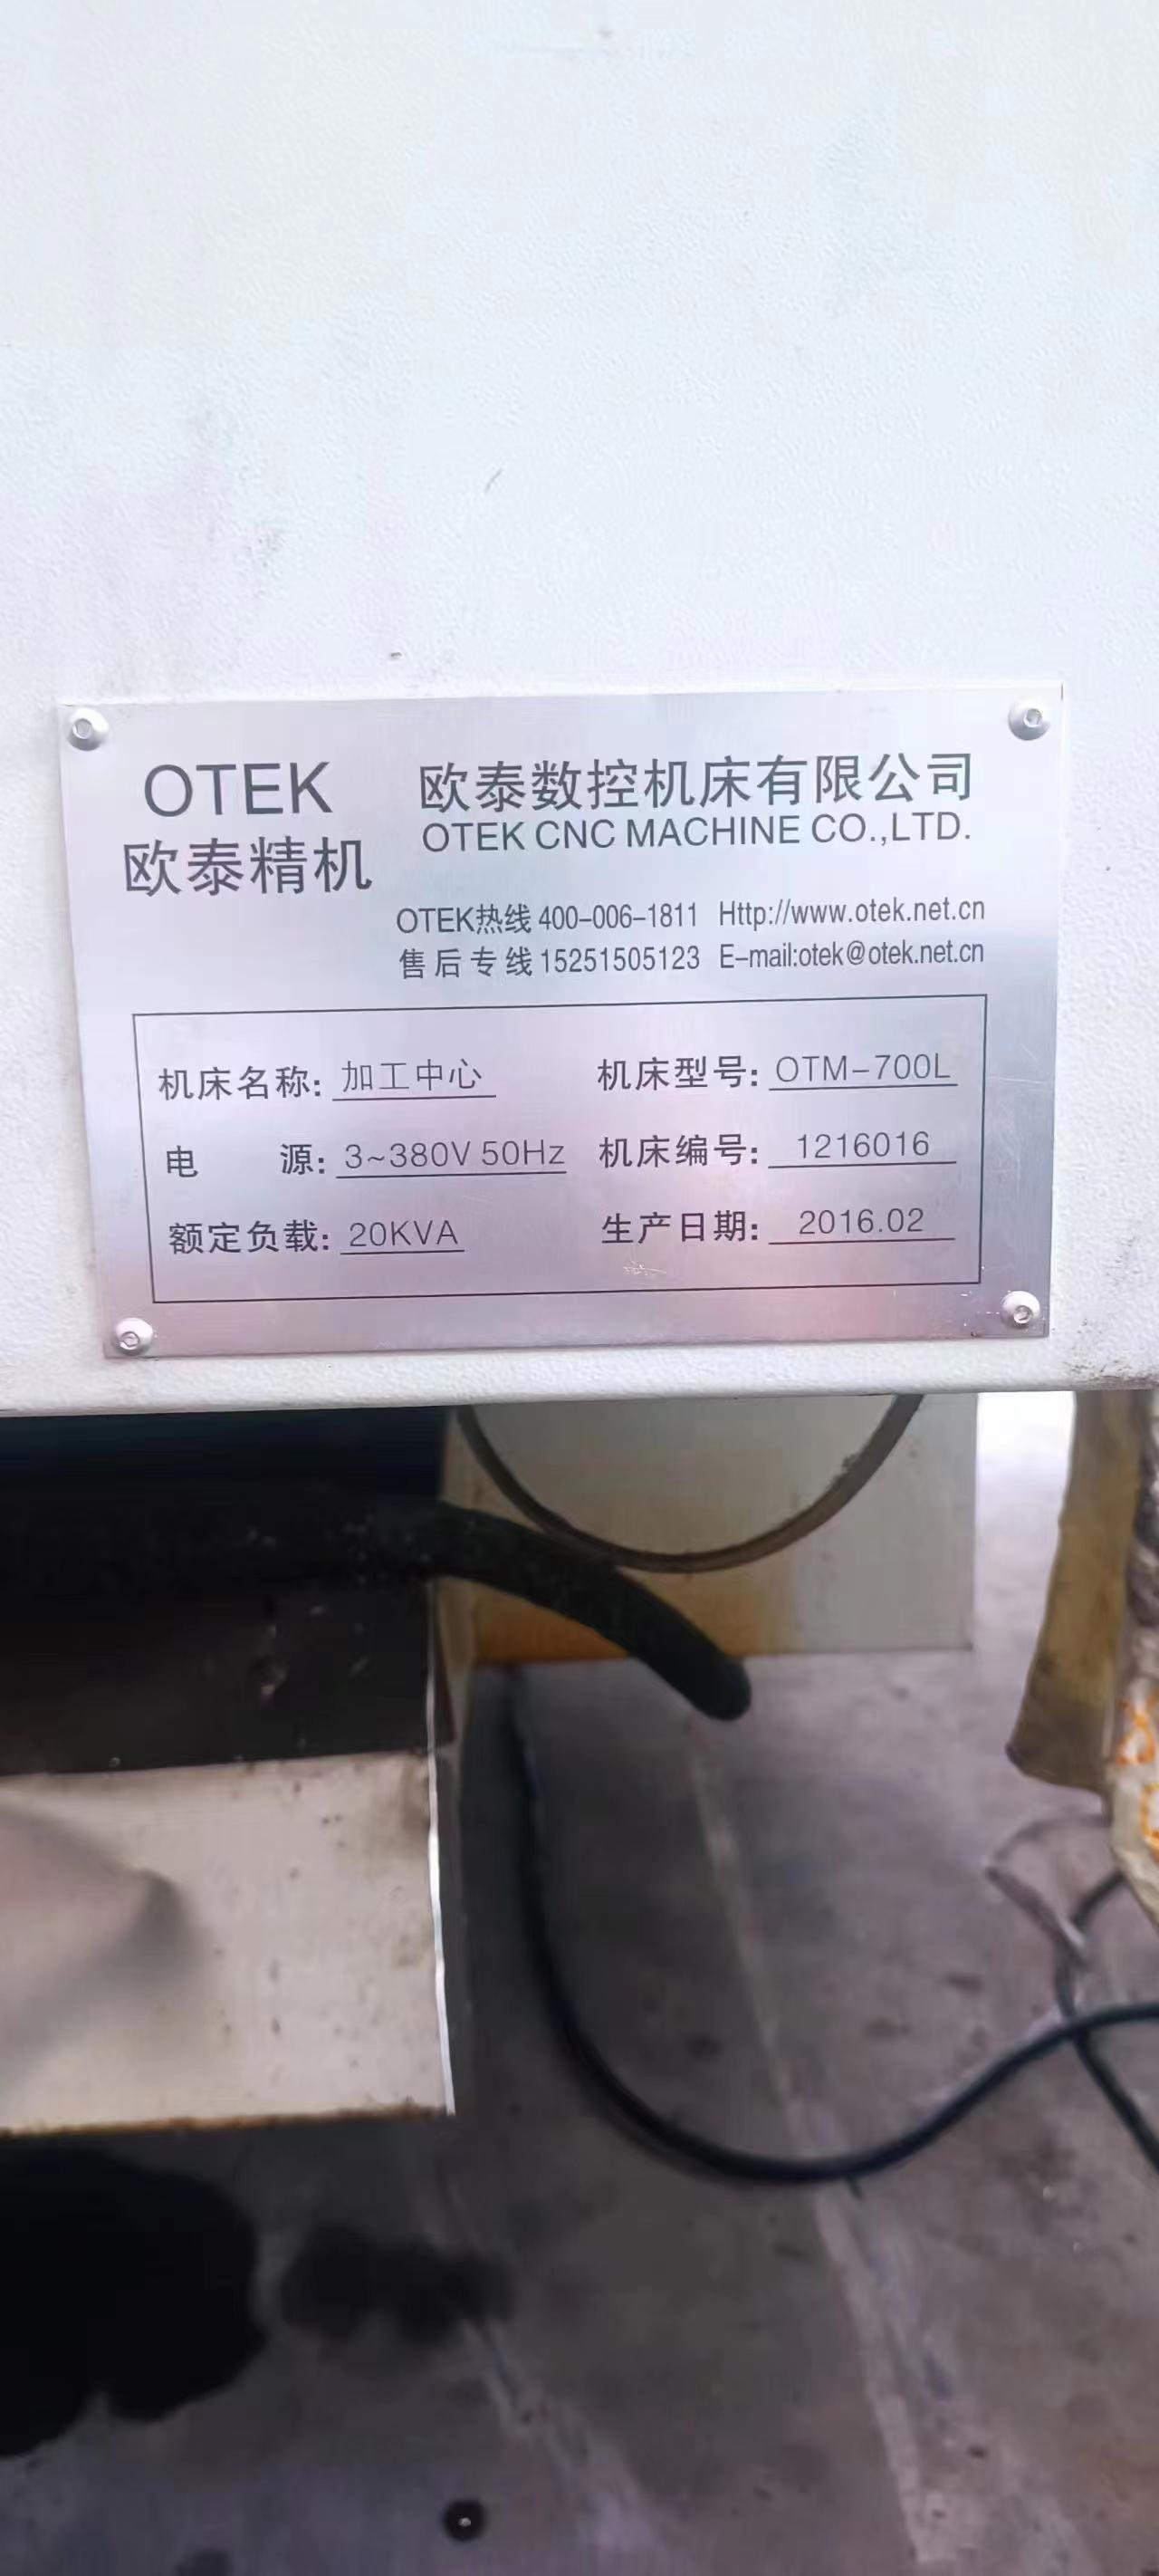 OTEK
欧泰精机
欧泰数控机床有限公司
OTEK CNC MACHINE CO.,LTD.
OTEK热线 400-006-1811 Http://www.otek.net.cn
售后专线 15251505123 E-mail:otek@otek.net.cn
机床名称: 加工中心 机床型号: OTM-700L
电 源: 3~380V 50Hz 机床编号: 1216016
额定负载: 20KVA 生产日期: 2016.02